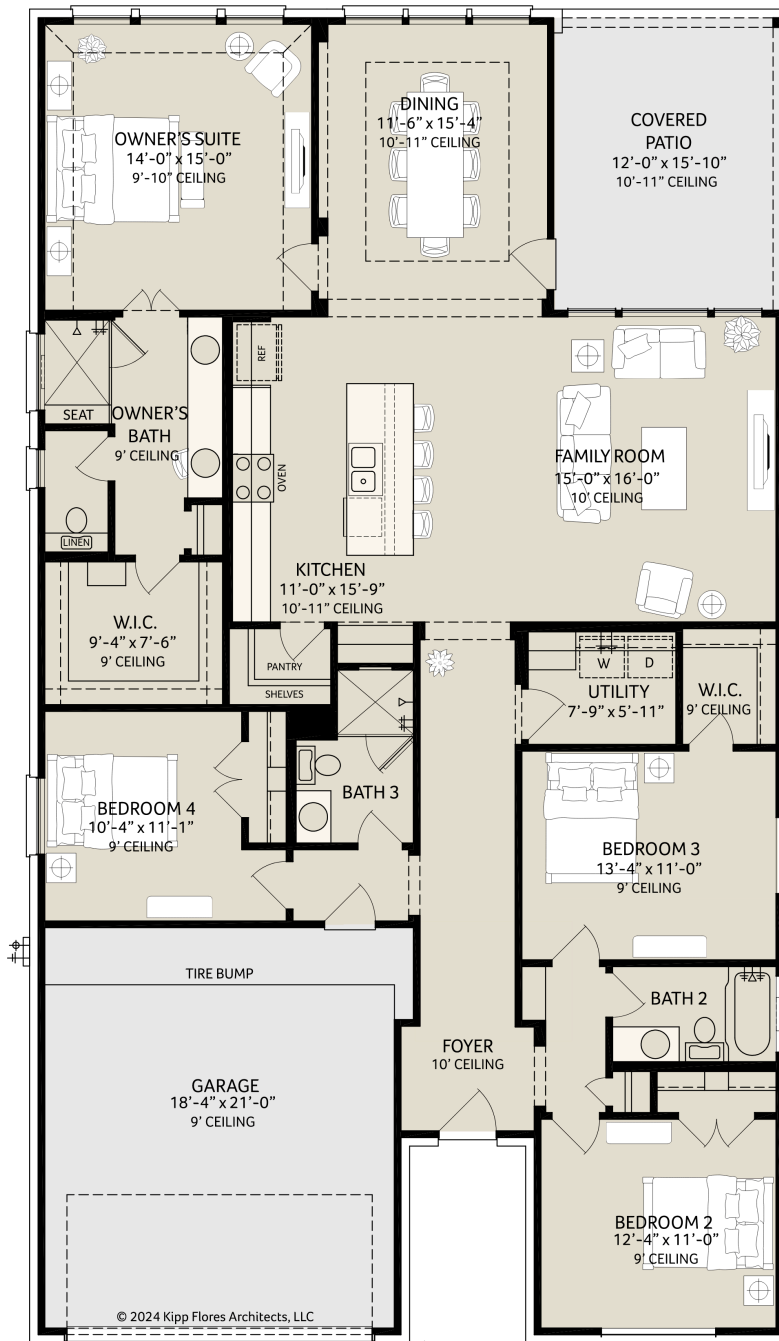 OWNER'S SUITE
14'-0" x 15'-0"
9'-10" CEILING
DINING
11'-6" x 15'-4"
10'-11" CEILING
COVERED
PATIO
12'-0" x 15'-10"
10'-11" CEILING
SEAT
OWNER'S
BATH
9' CEILING
LINEN
REF
OVEN
KITCHEN
11'-0" x 15'-9"
10'-11" CEILING
FAMILY ROOM
15'-0" x 16'-0"
10' CEILING
W.I.C.
9'-4" x 7'-6"
9' CEILING
PANTRY
SHELVES
W
D
UTILITY
7'-9" x 5'-11"
W.I.C.
9' CEILING
BEDROOM 4
10'-4" x 11'-1"
9' CEILING
BATH 3
BEDROOM 3
13'-4" x 11'-0"
9' CEILING
TIRE BUMP
GARAGE
18'-4" x 21'-0"
9' CEILING
FOYER
10' CEILING
BATH 2
BEDROOM 2
12'-4" x 11'-0"
9' CEILING
© 2024 Kipp Flores Architects, LLC